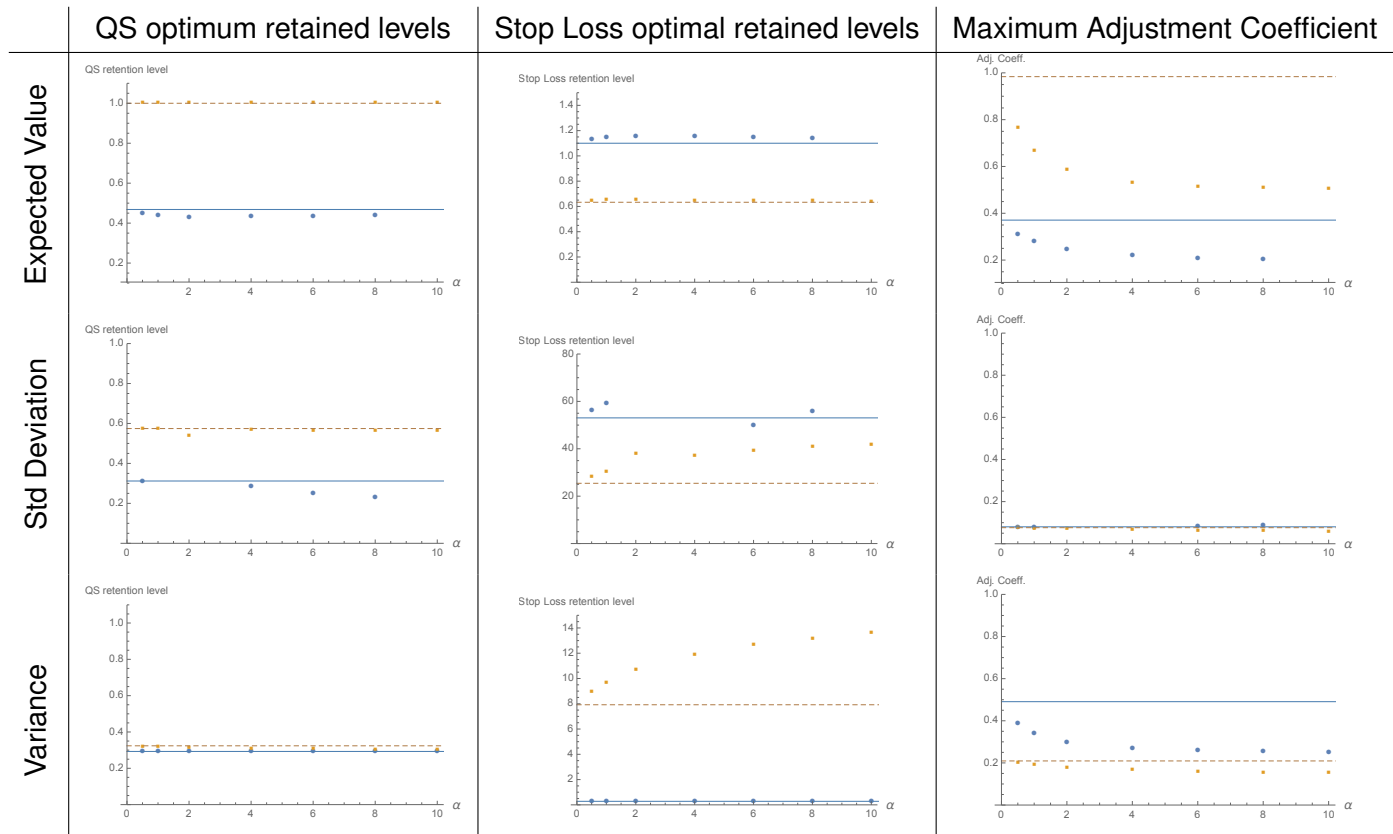 QS optimum retained levels
Stop Loss optimal retained levels
Maximum Adjustment Coefficient
Expected Value
QS retention level
1.0
0.8
0.6
0.4
0.2
0 2 4 6 8 10 α
Stop Loss retention level
1.4
1.2
1.0
0.8
0.6
0.4
0.2
0.0
0 2 4 6 8 10 α
Adj. Coeff.
1.0
0.8
0.6
0.4
0.2
0 2 4 6 8 10 α
Std Deviation
QS retention level
1.0
0.8
0.6
0.4
0.2
0 2 4 6 8 10 α
Stop Loss retention level
80
60
40
20
0 2 4 6 8 10 α
Adj. Coeff.
1.0
0.8
0.6
0.4
0.2
0 2 4 6 8 10 α
Variance
QS retention level
1.0
0.8
0.6
0.4
0.2
0 2 4 6 8 10 α
Stop Loss retention level
14
12
10
8
6
4
2
0
0 2 4 6 8 10 α
Adj. Coeff.
1.0
0.8
0.6
0.4
0.2
0 2 4 6 8 10 α